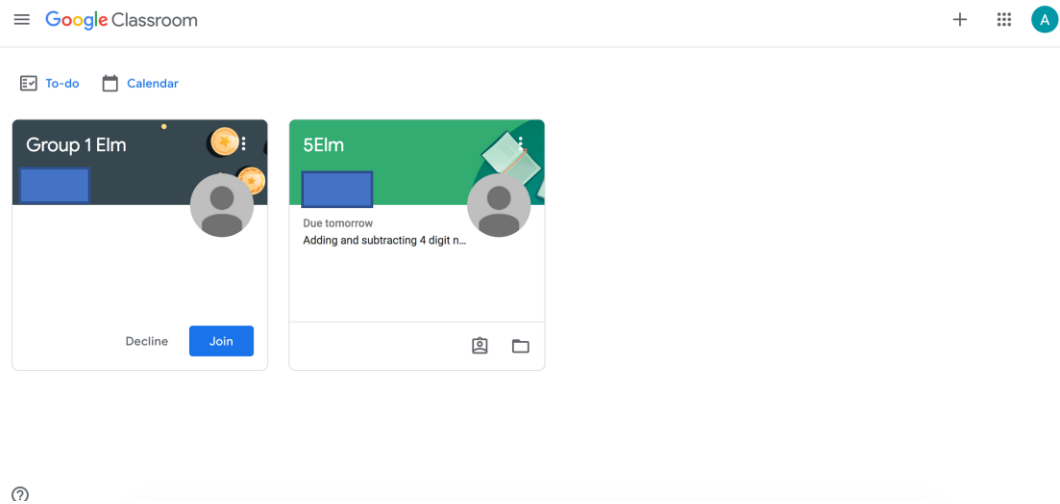 Google Classroom
A
To-do
Calendar
Group 1 Elm
5Elm
Due tomorrow
Adding and subtracting 4 digit n...
Decline
Join